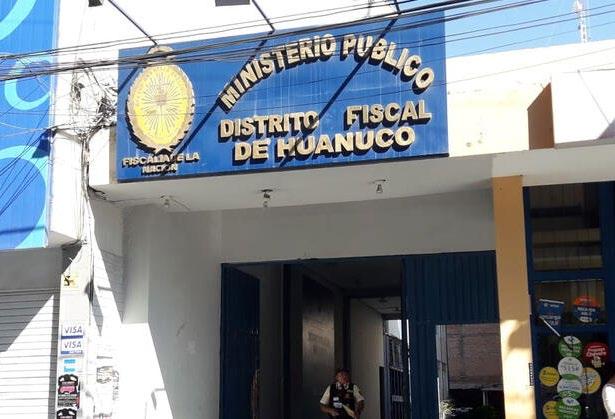 MINISTERIO PUBLICO
DISTRITO FISCAL
DE HUANUCO
FISCALIA DE LA
NACION
VISA
VISA